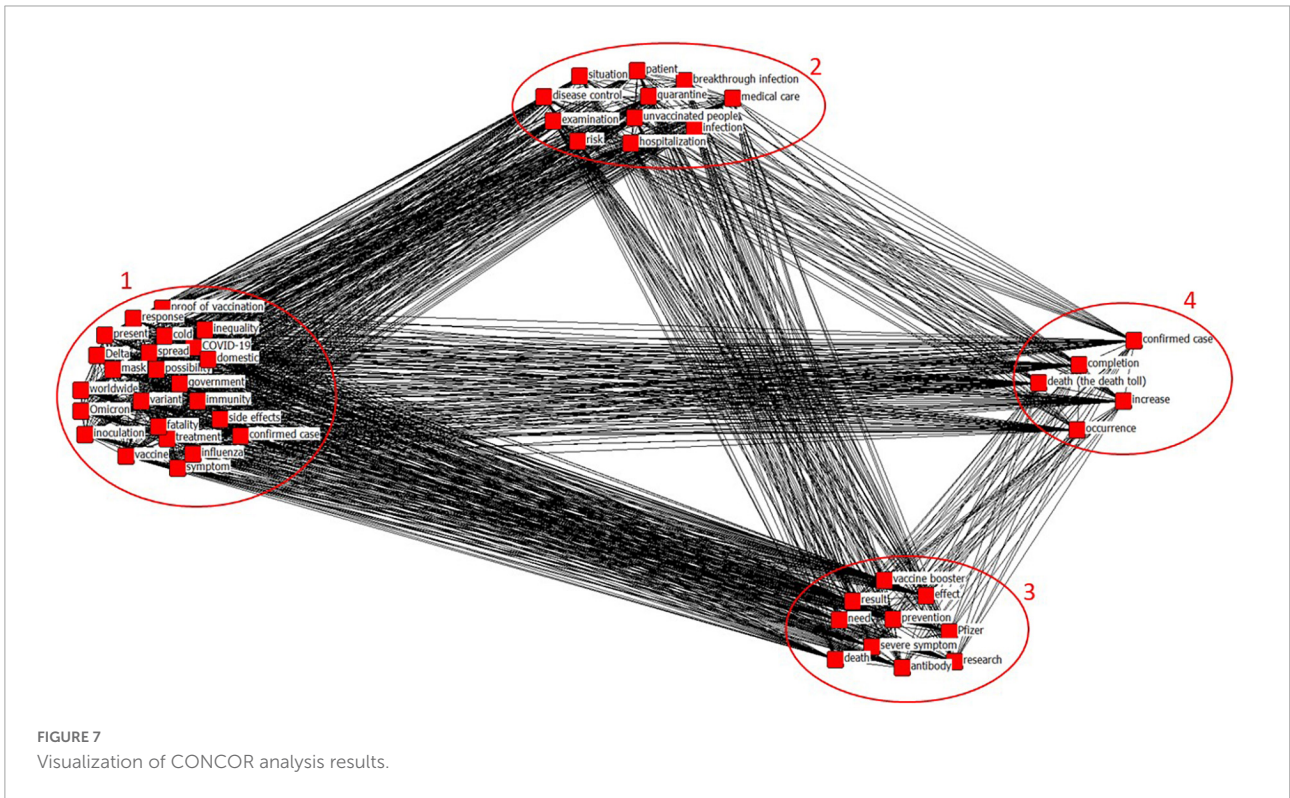 2
situation
patient
breakthrough infection
disease control
quarantine
medical care
examination
unvaccinated people
infection
risk
hospitalization
1
proof of vaccination
response
inequality
present
cold
COVID-19
Delta
spread
domestic
mask
possibility
government
worldwide
variant
immunity
Omicron
side effects
fatality
inoculation
treatment
confirmed case
vaccine
influenza
symptom
4
confirmed case
completion
death (the death toll)
increase
occurrence
3
vaccine booster
result
effect
need
prevention
Pfizer
severe symptom
death
antibody
research
FIGURE 7
Visualization of CONCOR analysis results.